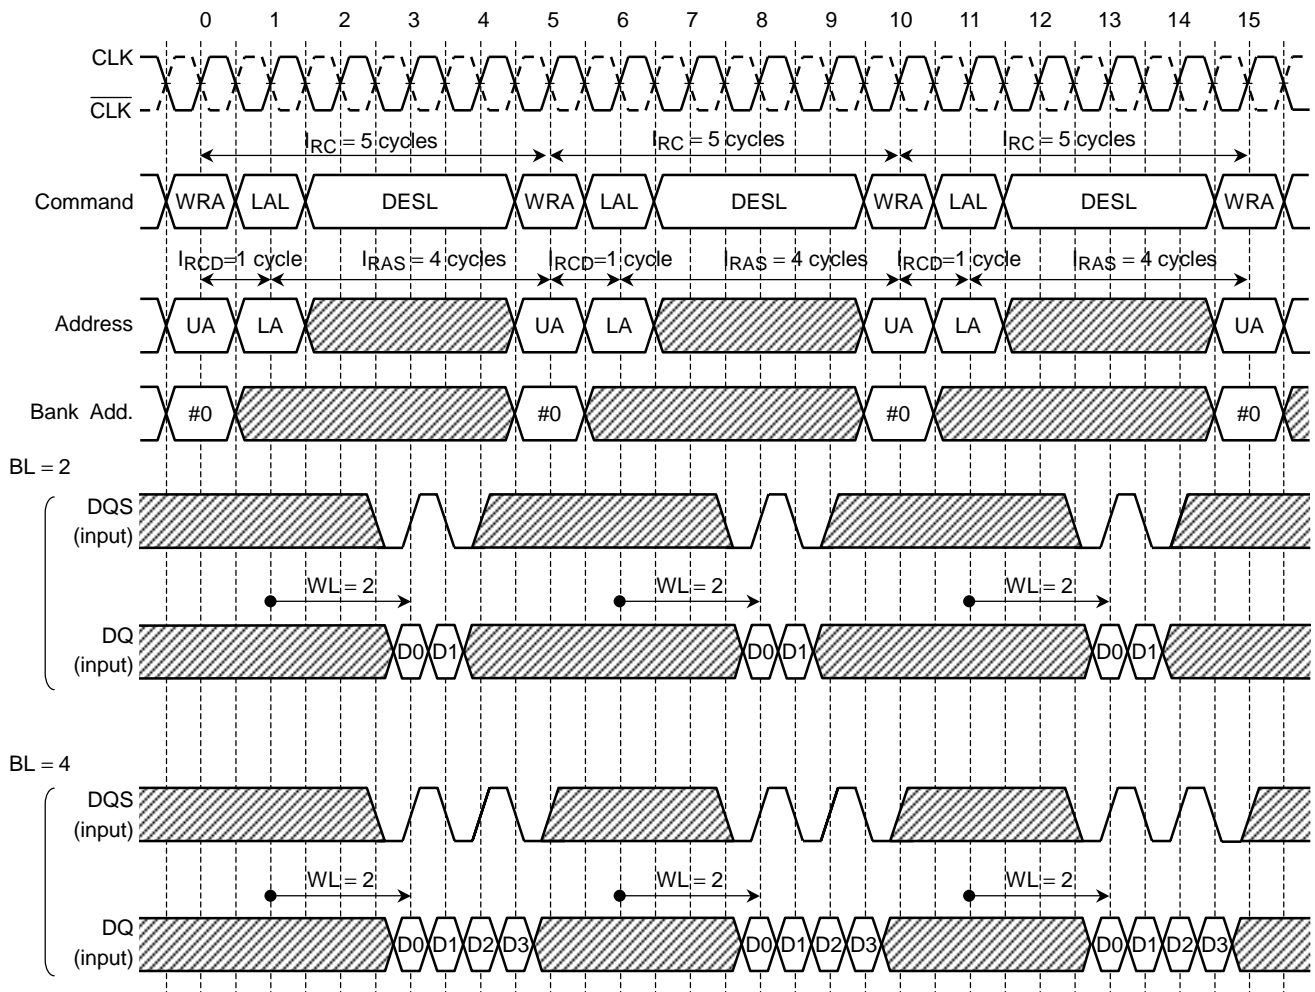 0 1 2 3 4 5 6 7 8 9 10 11 12 13 14 15
CLK
CLK
IRC = 5 cycles IRC = 5 cycles IRC = 5 cycles
Command WRA LAL DESL WRA LAL DESL WRA LAL DESL WRA
IRCD=1 cycle IRAS = 4 cycles IRCD=1 cycle IRAS = 4 cycles IRCD=1 cycle IRAS = 4 cycles
Address UA LA UA LA UA LA UA
Bank Add. #0 #0 #0 #0
BL = 2
DQS
(input)
WL = 2 WL = 2 WL = 2
DQ
(input)
D0 D1 D0 D1 D0 D1
BL = 4
DQS
(input)
WL = 2 WL = 2 WL = 2
DQ
(input)
D0 D1 D2 D3 D0 D1 D2 D3 D0 D1 D2 D3